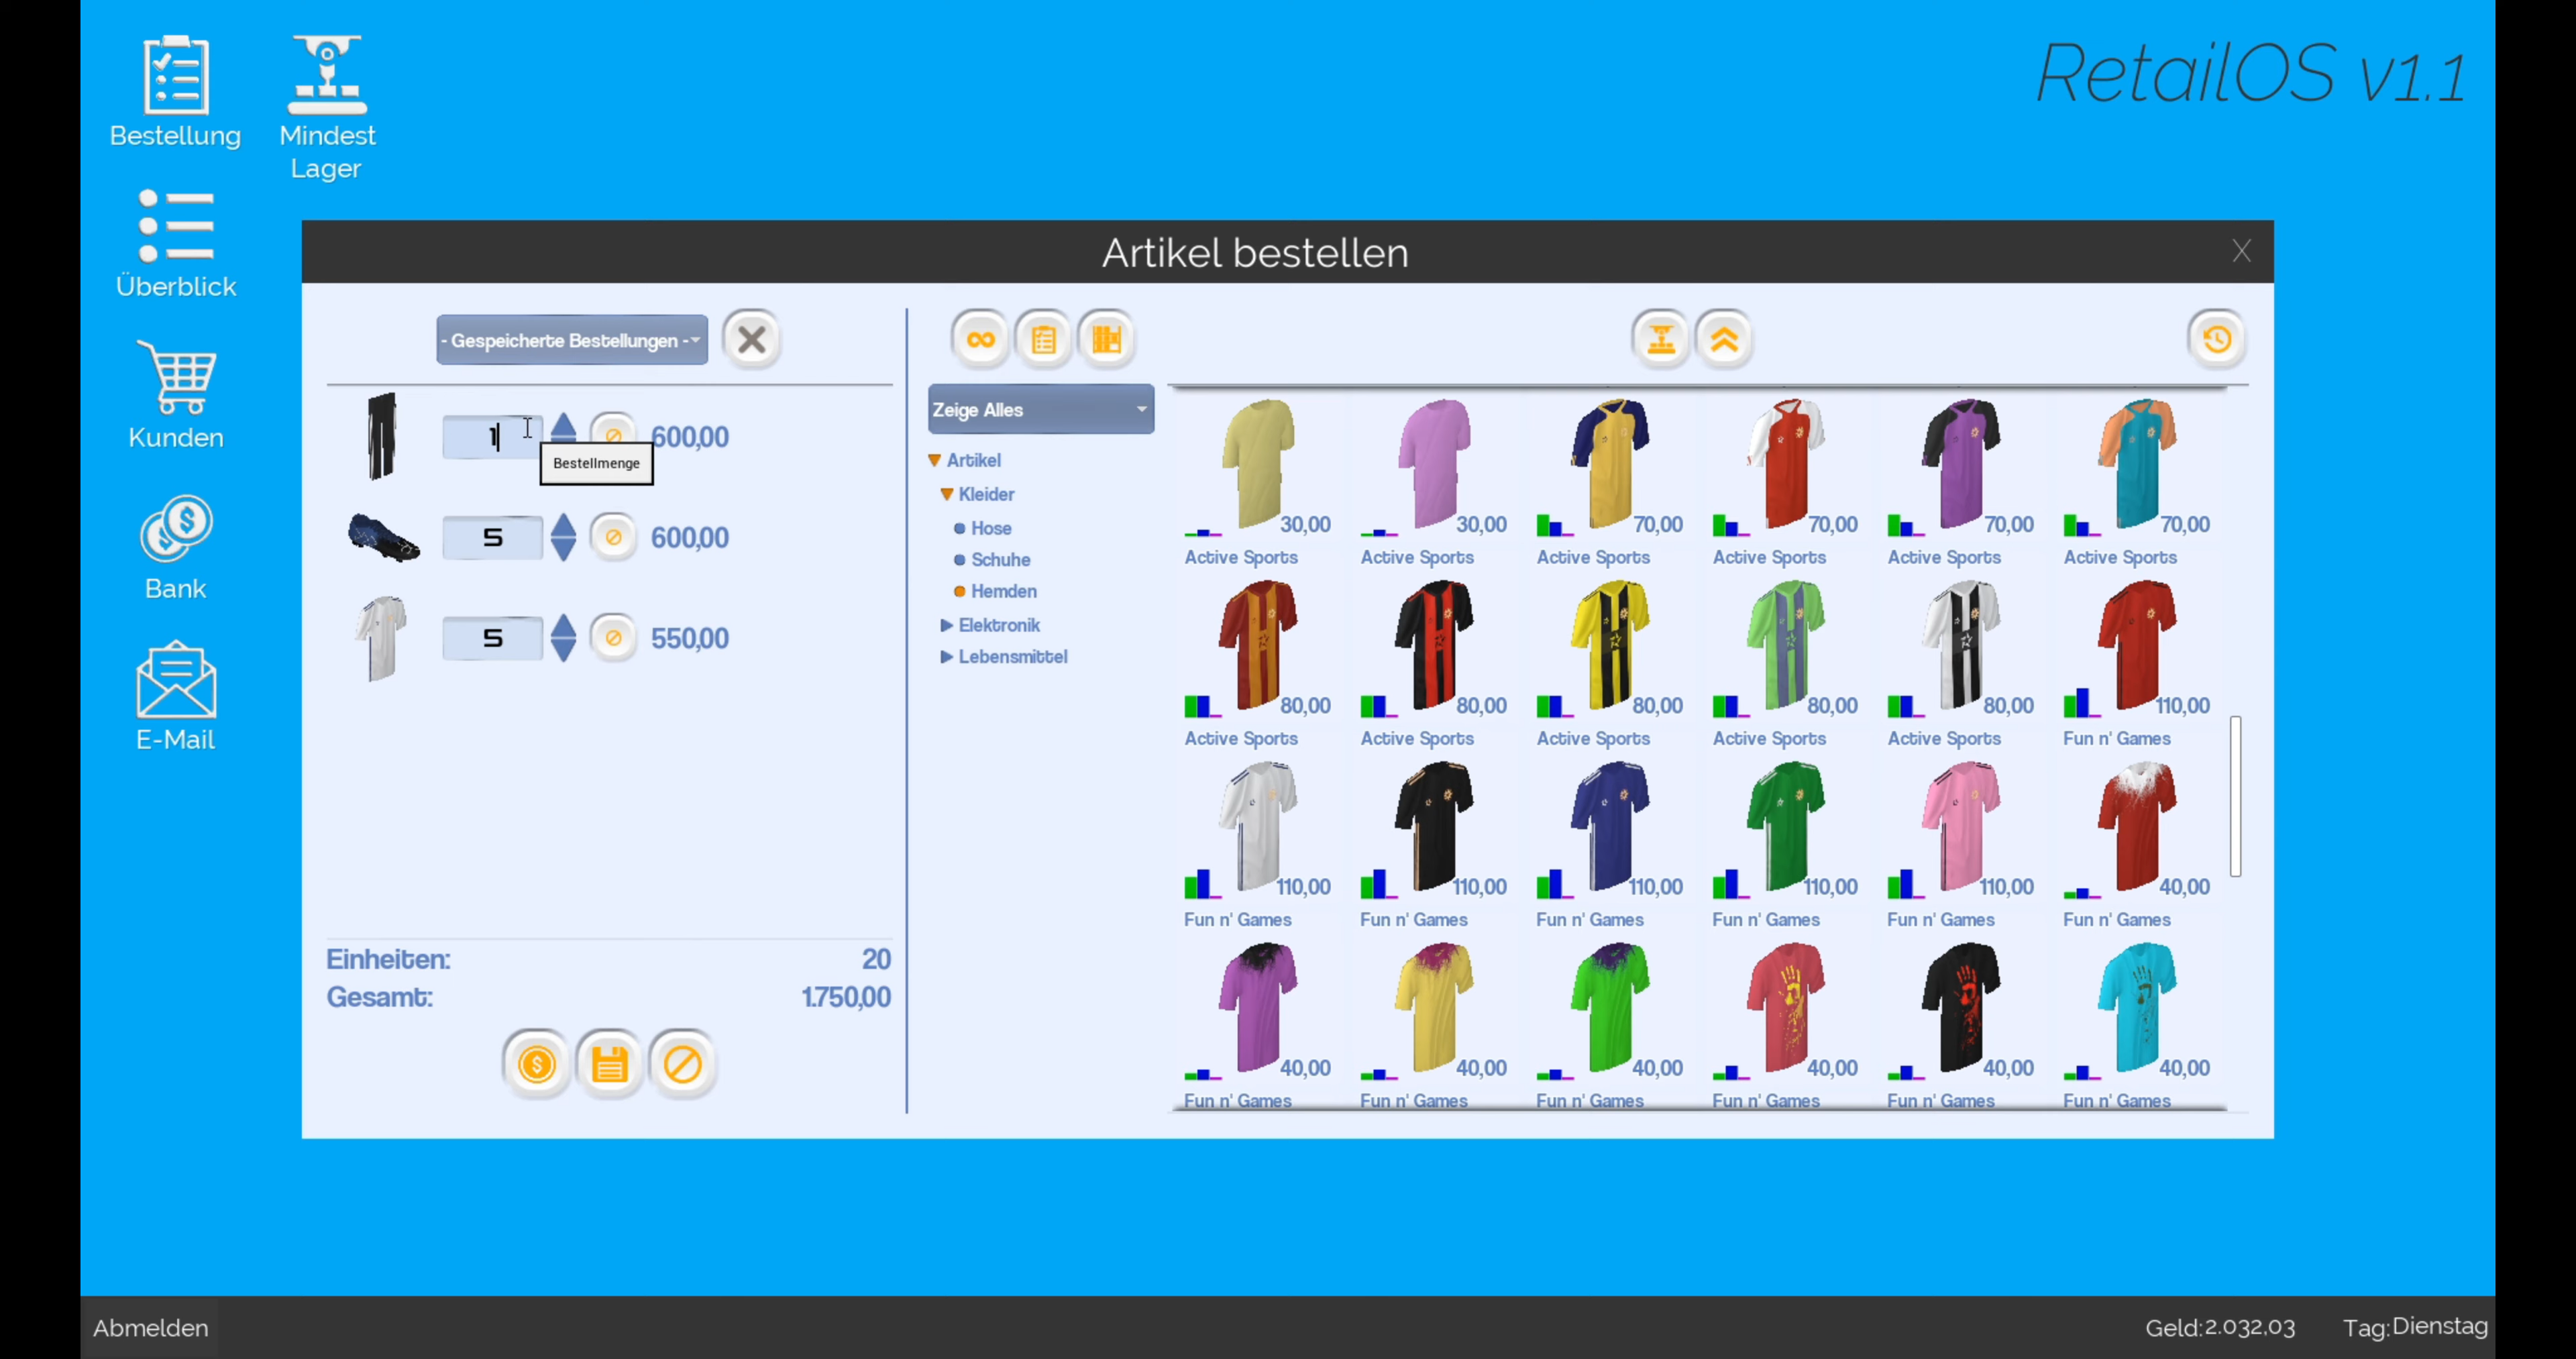 RetailOS v1.1
Bestellung
Mindest
Lager
Überblick
Kunden
Bank
E-Mail
Artikel bestellen
X
- Gespeicherte Bestellungen -
1
600,00
Bestellmenge
5
600,00
5
550,00
Einheiten:
20
Gesamt:
1.750,00
Zeige Alles
Artikel
Kleider
Hose
Schuhe
Hemden
Elektronik
Lebensmittel
30,00 30,00 70,00 70,00 70,00 70,00
Active Sports Active Sports Active Sports Active Sports Active Sports Active Sports
80,00 80,00 80,00 80,00 80,00 110,00
Active Sports Active Sports Active Sports Active Sports Active Sports Fun n' Games
110,00 110,00 110,00 110,00 110,00 40,00
Fun n' Games Fun n' Games Fun n' Games Fun n' Games Fun n' Games Fun n' Games
40,00 40,00 40,00 40,00 40,00 40,00
Fun n' Games Fun n' Games Fun n' Games Fun n' Games Fun n' Games Fun n' Games
Abmelden
Geld:2.032,03
Tag:Dienstag